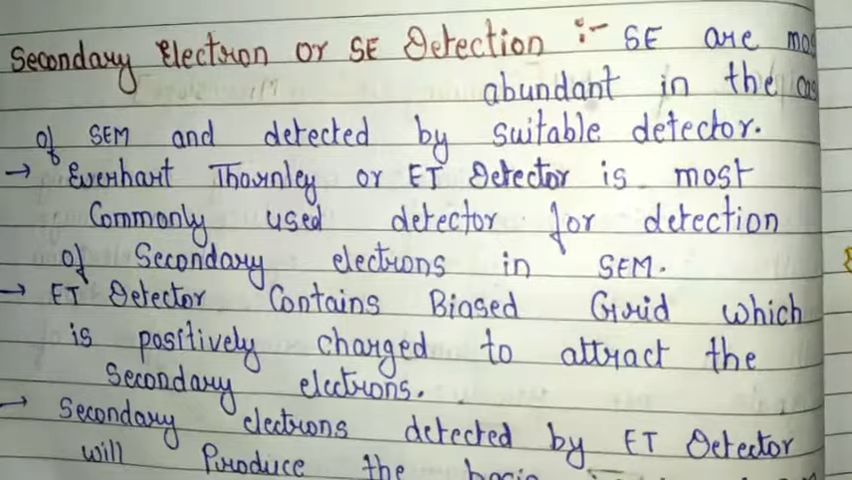 Secondary Electron or SE Detection :- SE are mos
abundant in the cas
of SEM and detected by suitable detector.
→ Everhart Thornley or ET Detector is most
Commonly used detector for detection
of Secondary electrons in SEM.
→ ET Detector Contains Biased Grid which
is positively charged to attract the
Secondary electrons.
→ Secondary electrons detected by ET Detector
will Produce the basic